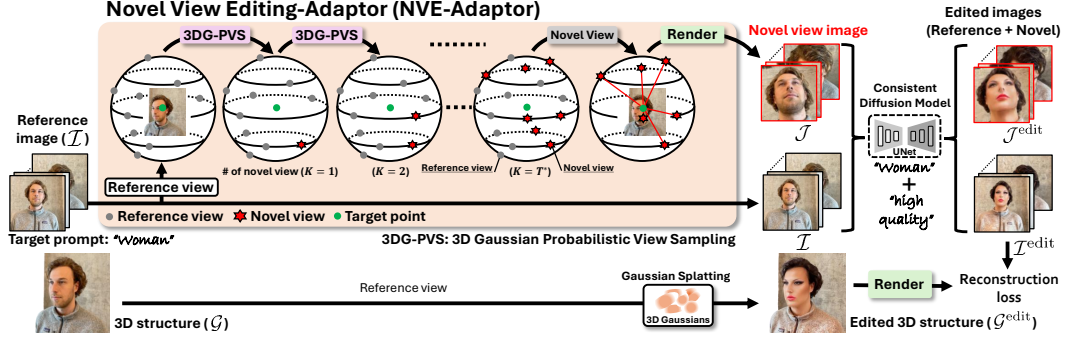 Novel View Editing-Adaptor (NVE-Adaptor)
3DG-PVS
3DG-PVS
Novel View
Render
Novel view image
Edited images
(Reference + Novel)
Reference
image (I)
Consistent
Diffusion Model
UNet
J
J^edit
"Woman"
+
"high
quality"
# of novel view (K = 1)
(K = 2)
Reference view
(K = T*)
Novel view
Reference view
Reference view
Novel view
Target point
I
I^edit
Target prompt: "Woman"
3DG-PVS: 3D Gaussian Probabilistic View Sampling
Reference view
Gaussian Splatting
3D Gaussians
Render
Reconstruction
loss
3D structure (G)
Edited 3D structure (G^edit)